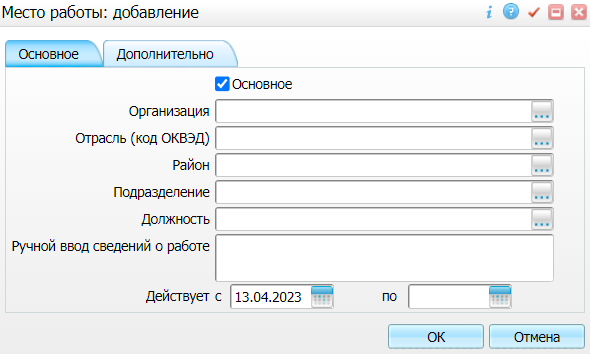 Место работы: добавление
Основное Дополнительно
Основное
Организация
Отрасль (код ОКВЭД)
Район
Подразделение
Должность
Ручной ввод сведений о работе
Действует с 13.04.2023 по
ОК Отмена